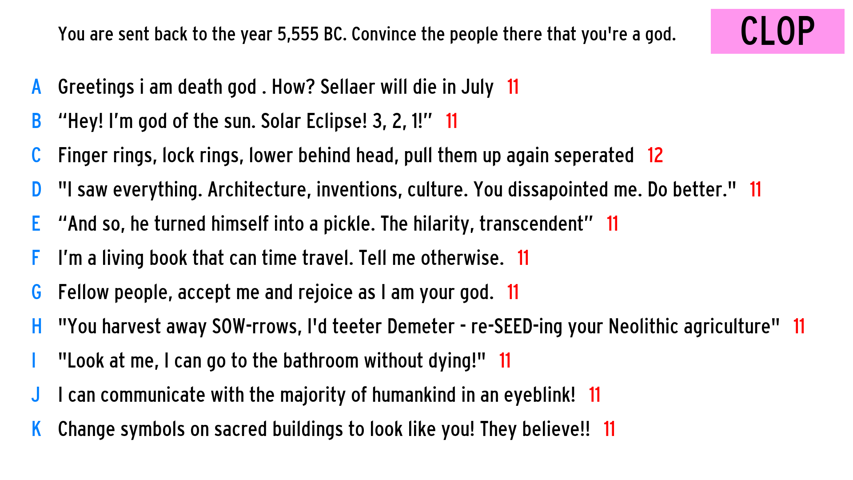 You are sent back to the year 5,555 BC. Convince the people there that you're a god.
CLOP
A Greetings i am death god . How? Sellaer will die in July 11
B “Hey! I’m god of the sun. Solar Eclipse! 3, 2, 1!” 11
C Finger rings, lock rings, lower behind head, pull them up again seperated 12
D "I saw everything. Architecture, inventions, culture. You dissapointed me. Do better." 11
E “And so, he turned himself into a pickle. The hilarity, transcendent” 11
F I’m a living book that can time travel. Tell me otherwise. 11
G Fellow people, accept me and rejoice as I am your god. 11
H "You harvest away SOW-rrows, I'd teeter Demeter - re-SEED-ing your Neolithic agriculture" 11
I "Look at me, I can go to the bathroom without dying!" 11
J I can communicate with the majority of humankind in an eyeblink! 11
K Change symbols on sacred buildings to look like you! They believe!! 11